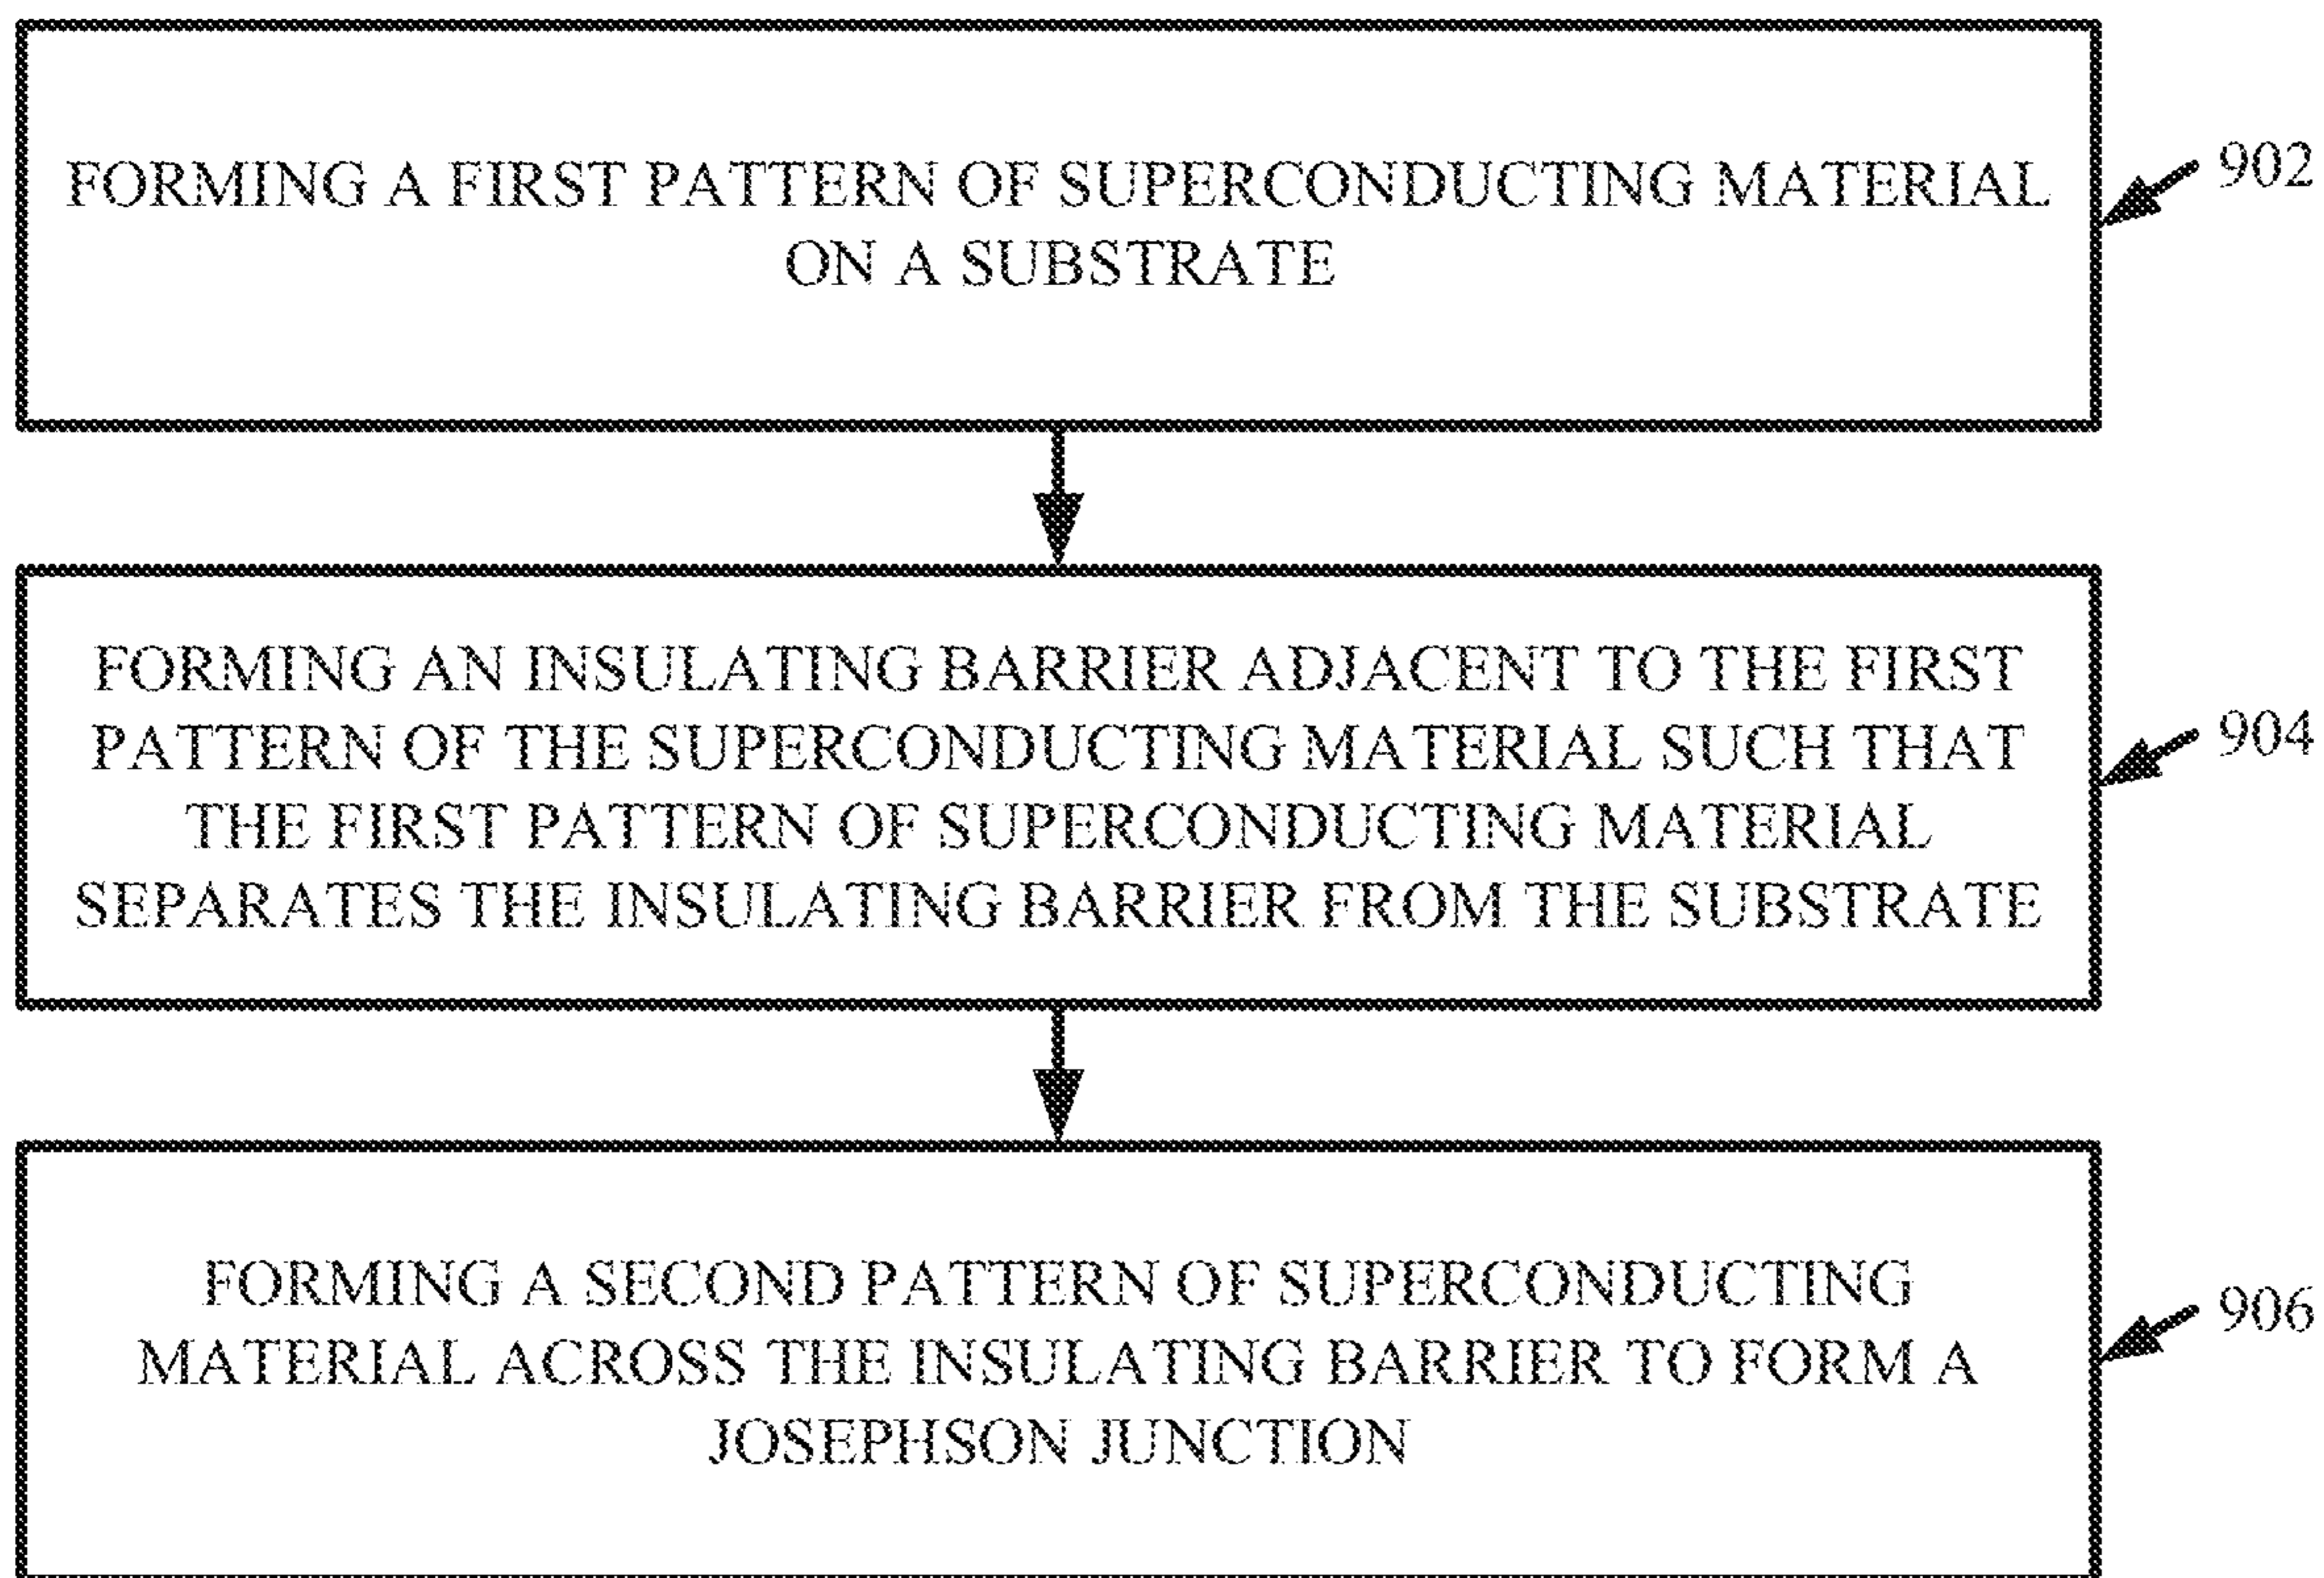 FORMING A FIRST PATTERN OF SUPERCONDUCTING MATERIAL
ON A SUBSTRATE
902
FORMING AN INSULATING BARRIER ADJACENT TO THE FIRST
PATTERN OF THE SUPERCONDUCTING MATERIAL SUCH THAT
THE FIRST PATTERN OF SUPERCONDUCTING MATERIAL
SEPARATES THE INSULATING BARRIER FROM THE SUBSTRATE
904
FORMING A SECOND PATTERN OF SUPERCONDUCTING
MATERIAL ACROSS THE INSULATING BARRIER TO FORM A
JOSEPHSON JUNCTION
906